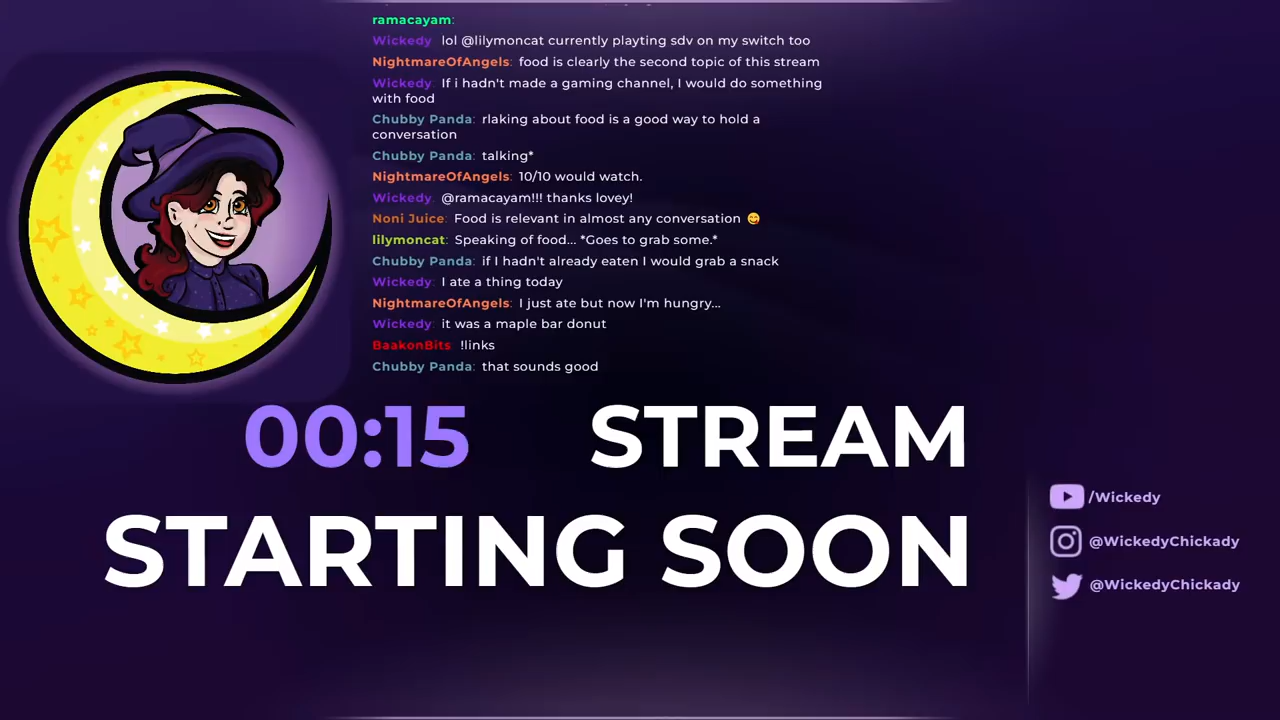 ramacayam:
Wickedy: lol @lilymoncat currently playting sdv on my switch too
NightmareOfAngels: food is clearly the second topic of this stream
Wickedy: If i hadn't made a gaming channel, I would do something
with food
Chubby Panda: rlaking about food is a good way to hold a
conversation
Chubby Panda: talking*
NightmareOfAngels: 10/10 would watch.
Wickedy: @ramacayam!!! thanks lovey!
Noni Juice: Food is relevant in almost any conversation 😋
lilymoncat: Speaking of food... *Goes to grab some.*
Chubby Panda: if I hadn't already eaten I would grab a snack
Wickedy: I ate a thing today
NightmareOfAngels: I just ate but now I'm hungry...
Wickedy: it was a maple bar donut
BaakonBits: !links
Chubby Panda: that sounds good
00:15 STREAM
STARTING SOON
/Wickedy
@WickedyChickady
@WickedyChickady